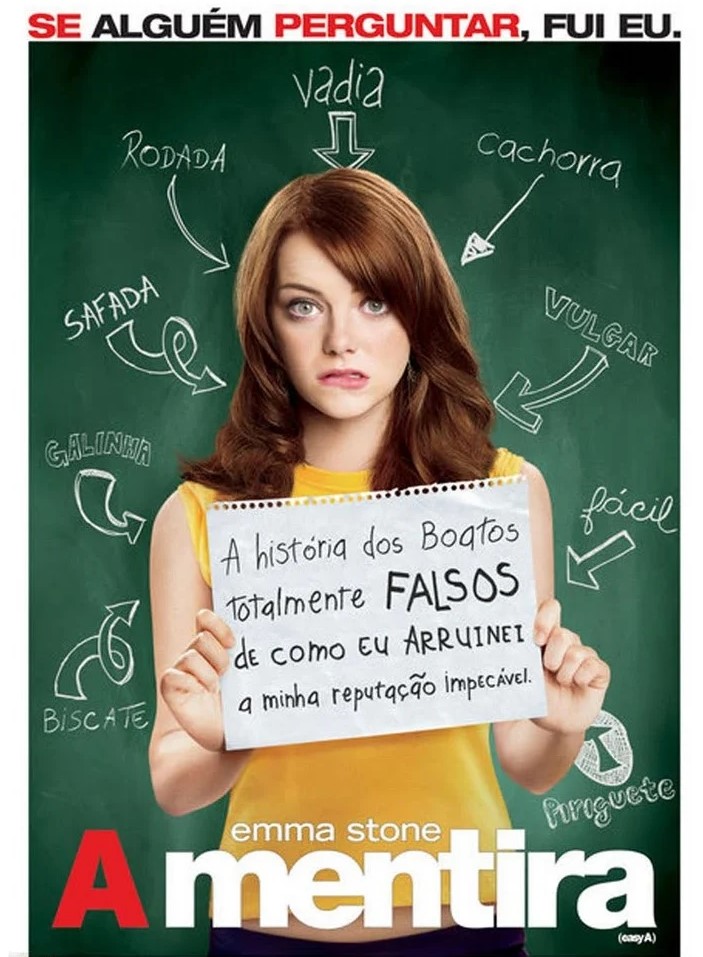 SE ALGUÉM PERGUNTAR, FUI EU.
vadia
RODADA
cachorra
SAFADA
VULGAR
GALINHA
fácil
A história dos Boatos
totalmente FALSOS
de como EU ARRUINEI
a minha reputação impecável.
BISCATE
Piriguete
emma stone
A mentira
(easy A)